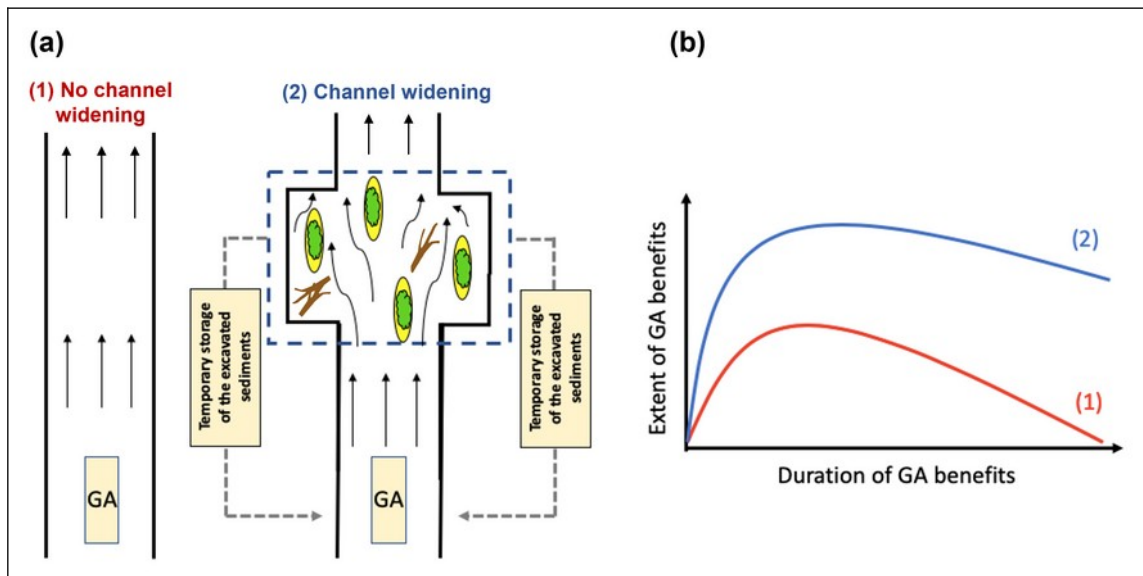 (a)
(1) No channel
widening
(2) Channel widening
Temporary storage
of the excavated
sediments
GA
GA
Temporary storage
of the excavated
sediments
(b)
Extent of GA benefits
(2)
(1)
Duration of GA benefits